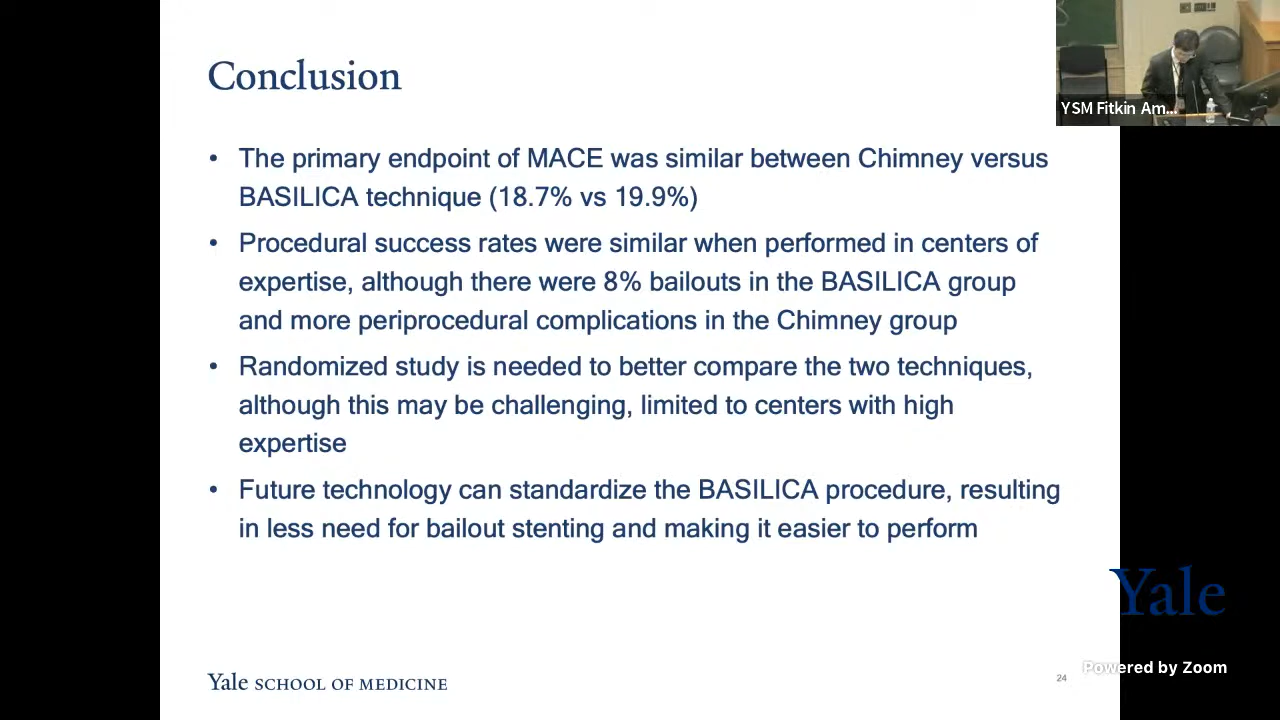 Conclusion
YSM Fitkin Am...
• The primary endpoint of MACE was similar between Chimney versus
BASILICA technique (18.7% vs 19.9%)
• Procedural success rates were similar when performed in centers of
expertise, although there were 8% bailouts in the BASILICA group
and more periprocedural complications in the Chimney group
• Randomized study is needed to better compare the two techniques,
although this may be challenging, limited to centers with high
expertise
• Future technology can standardize the BASILICA procedure, resulting
in less need for bailout stenting and making it easier to perform
Yale
Powered by Zoom
Yale SCHOOL OF MEDICINE
24